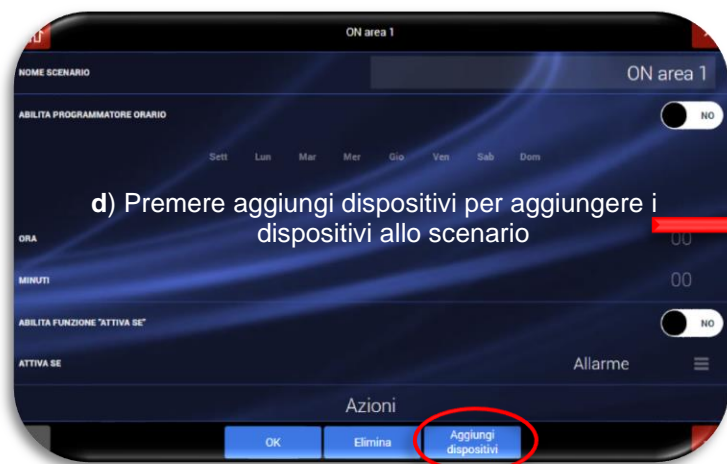 ON area 1
NOME SCENARIO
ON area 1
ABILITA PROGRAMMATORE ORARIO
NO
Sett Lun Mar Mer Gio Ven Sab Dom
d) Premere aggiungi dispositivi per aggiungere i
dispositivi allo scenario
ORA
00
MINUTI
00
ABILITA FUNZIONE "ATTIVA SE"
NO
ATTIVA SE
Allarme
Azioni
OK
Elimina
Aggiungi
dispositivi